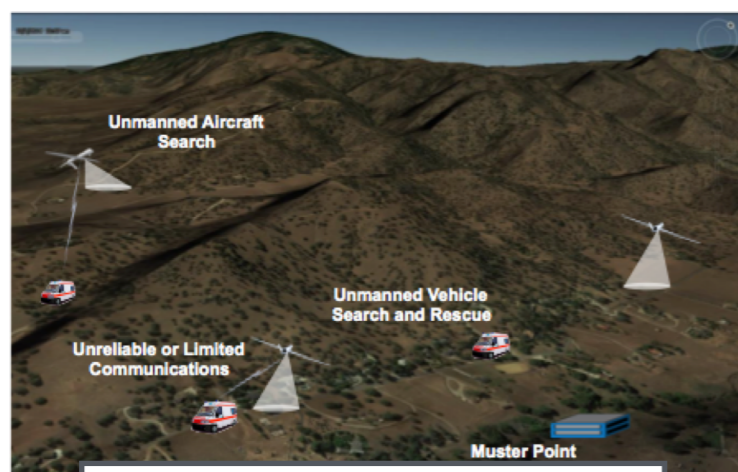 Unmanned Aircraft
Search
Unmanned Vehicle
Search and Rescue
Unreliable or Limited
Communications
Muster Point